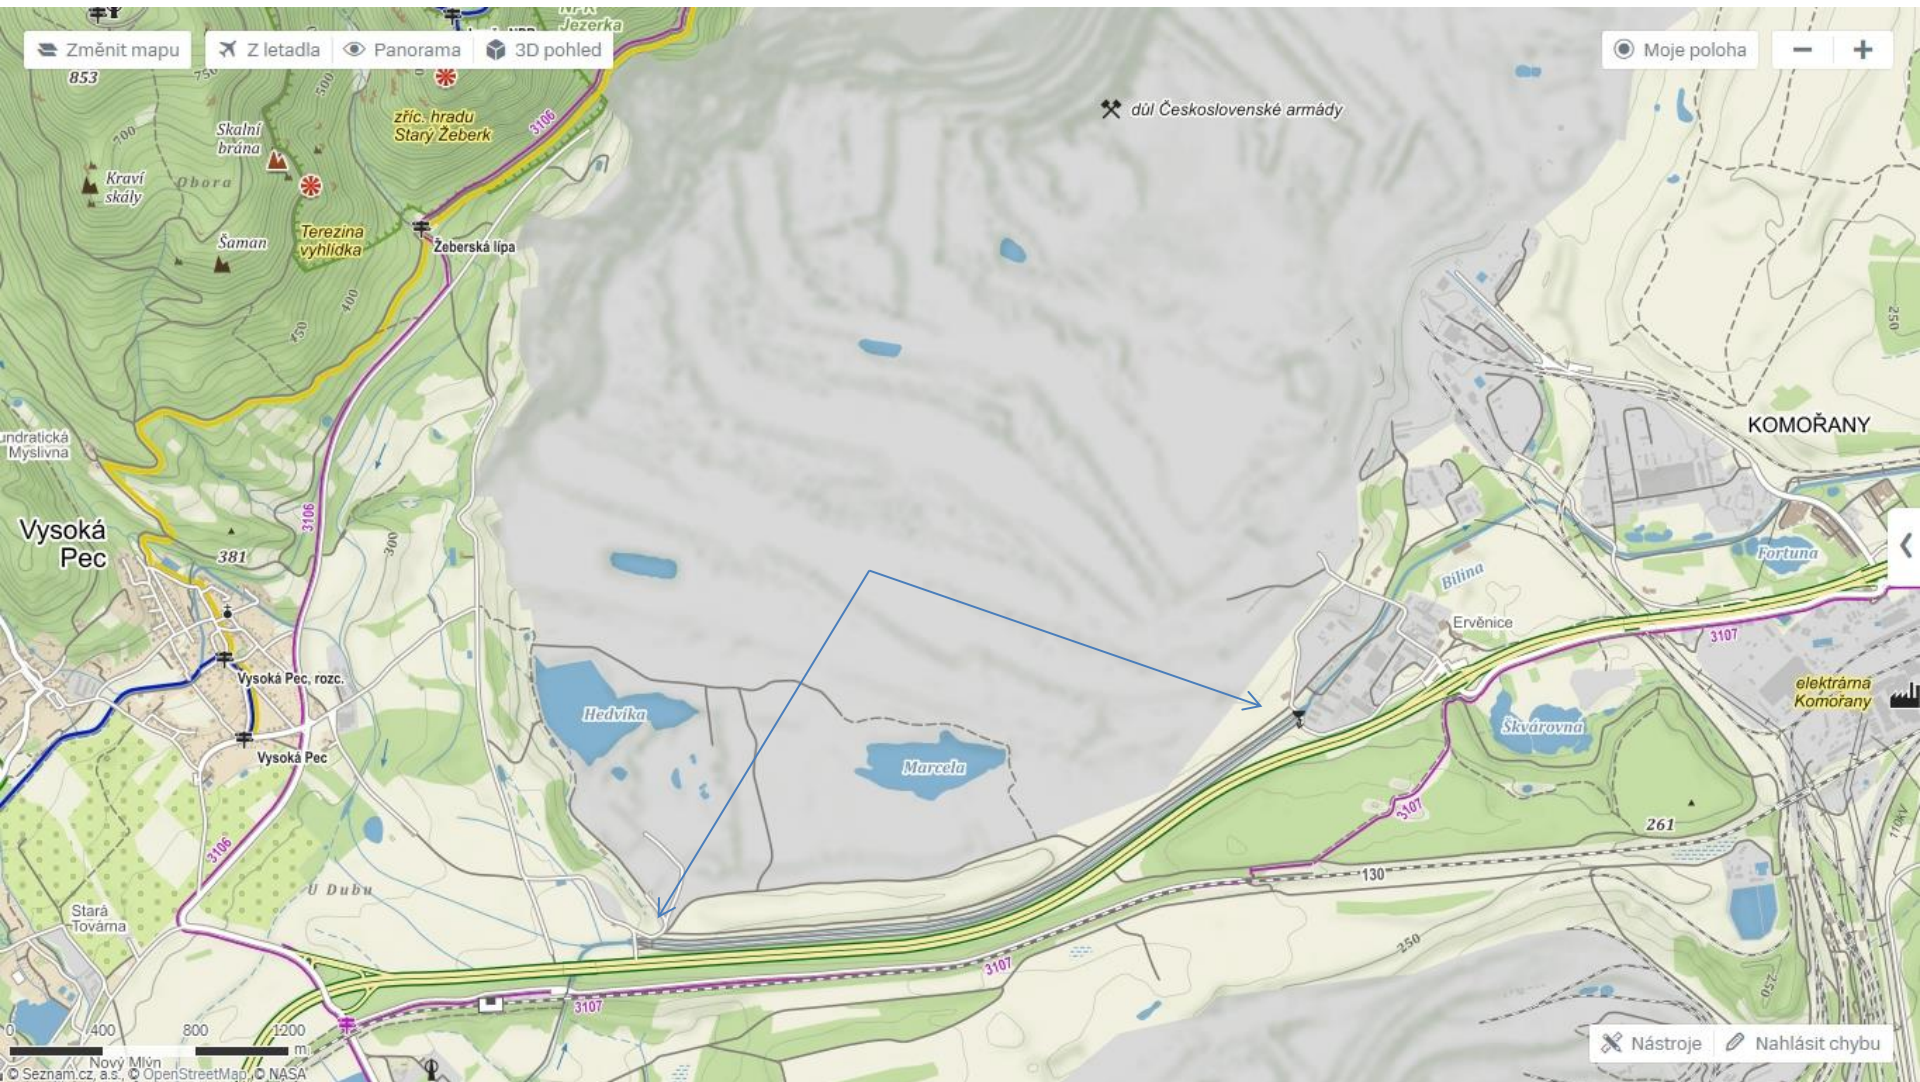 NPR
Jezerka
Změnit mapu
Z letadla
Panorama
3D pohled
Moje poloha
853
750
500
důl Československé armády
zříc. hradu
Starý Žeberk
3106
Skalní
brána
700
Kraví
skály
Obora
Terezina
vyhlídka
Šaman
Žeberská lípa
400
450
250
undratická
Myslivna
KOMOŘANY
3106
Vysoká
Pec
381
300
Fortuna
Bílina
Ervěnice
3107
Vysoká Pec, rozc.
elektrárna
Komořany
Hedvika
Škvárovná
Vysoká Pec
Marcela
3107
110kV
261
3106
130
U Dubu
Stará
Továrna
250
3107
250
3107
0 400 800 1200
m
Nový Mlýn
Nástroje
Nahlásit chybu
© Seznam.cz, a.s., © OpenStreetMap, © NASA